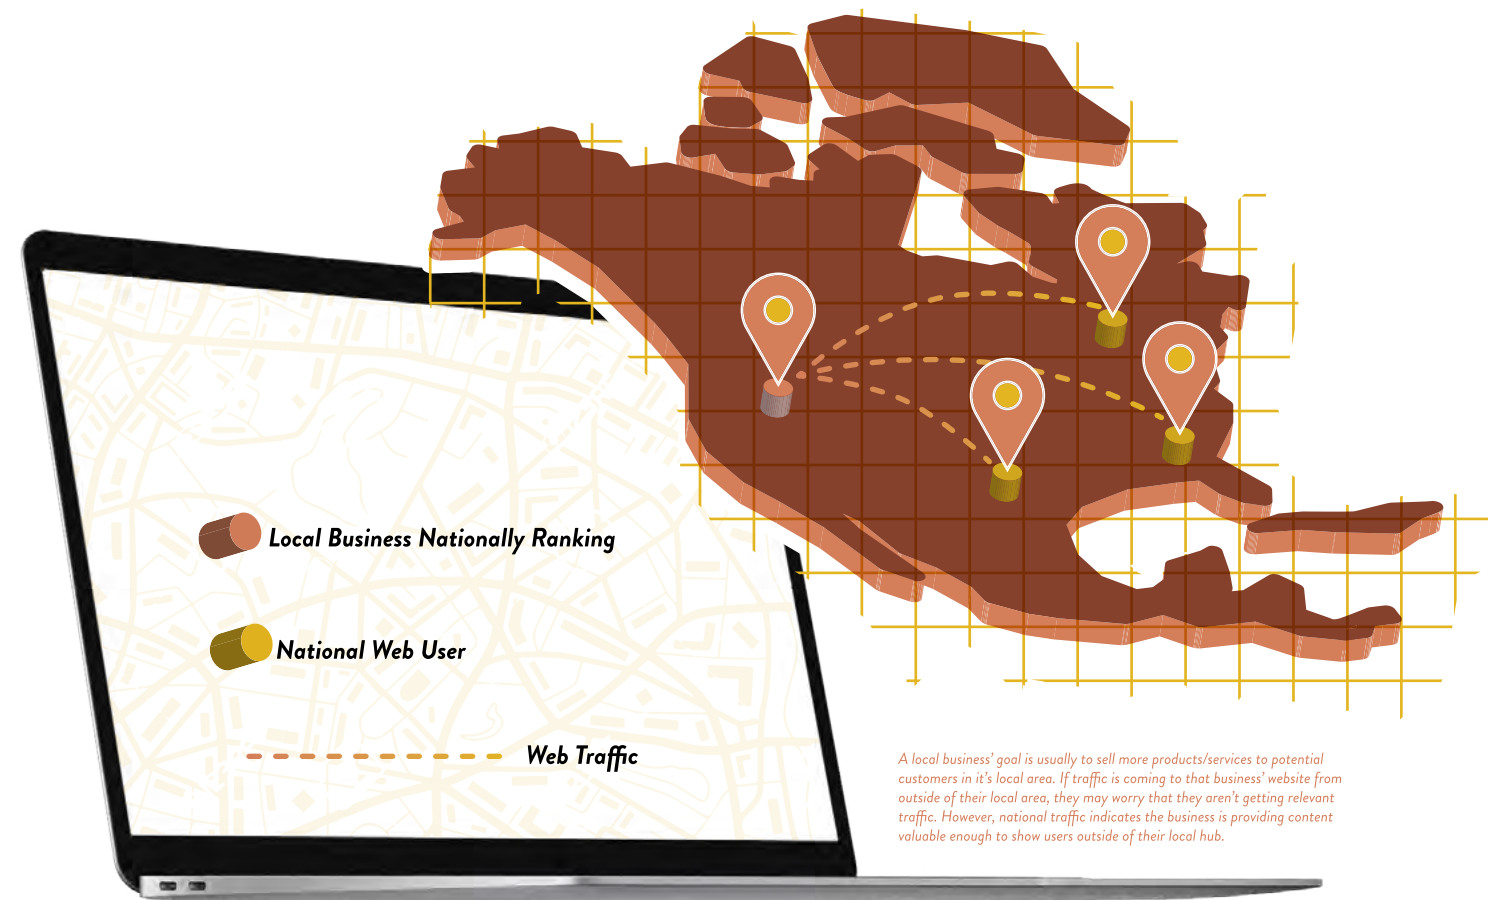 Local Business Nationally Ranking
National Web User
Web Traffic
A local business’ goal is usually to sell more products/services to potential
customers in it’s local area. If traffic is coming to that business’ website from
outside of their local area, they may worry that they aren’t getting relevant
traffic. However, national traffic indicates the business is providing content
valuable enough to show users outside of their local hub.